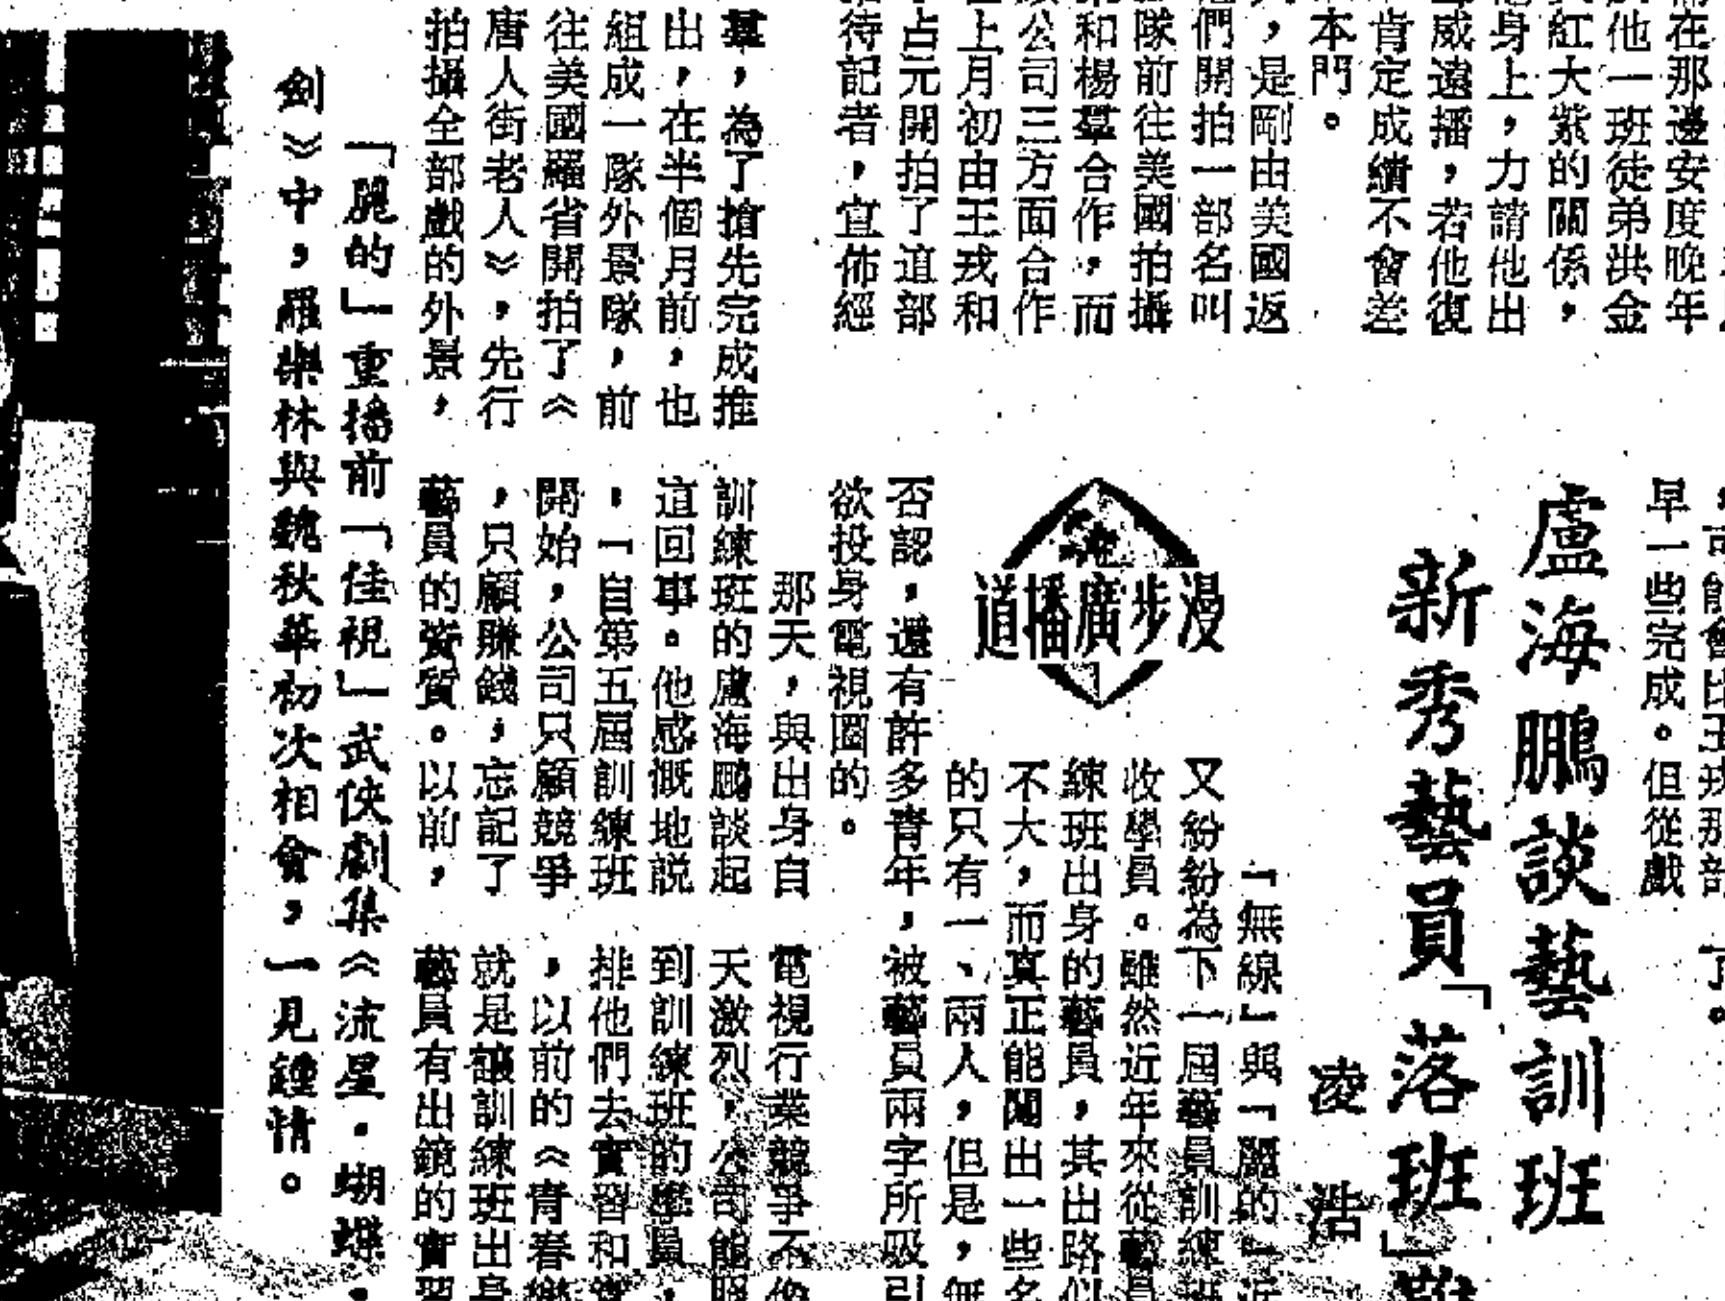 在那邊安度晚年
他一班徒弟洪金
紅大紫的關係，
身上，力請他出
威遠播，若他復
肯定成績不會差
本門。
，是剛由美國返
們開拍一部名叫
隊前往美國拍攝
和楊羣合作，而
公司三方面合作
上月初由王戎和
占元開拍了這部
待記者，宣佈經
羣，為了搶先完成推
出，在半個月前，也
組成一隊外景隊，前
往美國羅省開拍了《
唐人街老人》，先行
拍攝全部戲的外景，
，可能會比王戎那部
早一些完成。但從戲
了。
盧海鵬談藝訓班
新秀藝員「落班」難
凌浩
漫步廣播道
「無線」與「麗的」近
又紛紛為下一屆藝員訓練班
收學員。雖然近年來從藝員
練班出身的藝員，其出路似
不大，而真正能闖出一些名
的只有一、兩人，但是，無
否認，還有許多青年，被藝員兩字所吸引
欲投身電視圈的。
那天，與出身自
訓練班的盧海鵬談起
這回事。他感慨地説
，「自第五屆訓練班
開始，公司只顧競爭
，只顧賺錢，忘記了
藝員的資質。以前，
電視行業競爭不像
天激烈，公司能照
到訓練班的學員，
排他們去實習和實
，以前的《青春樂
就是讓訓練班出身
藝員有出鏡的實習
「麗的」重播前「佳視」武俠劇集《流星．蝴蝶．
劍》中，羅樂林與魏秋華初次相會，一見鍾情。